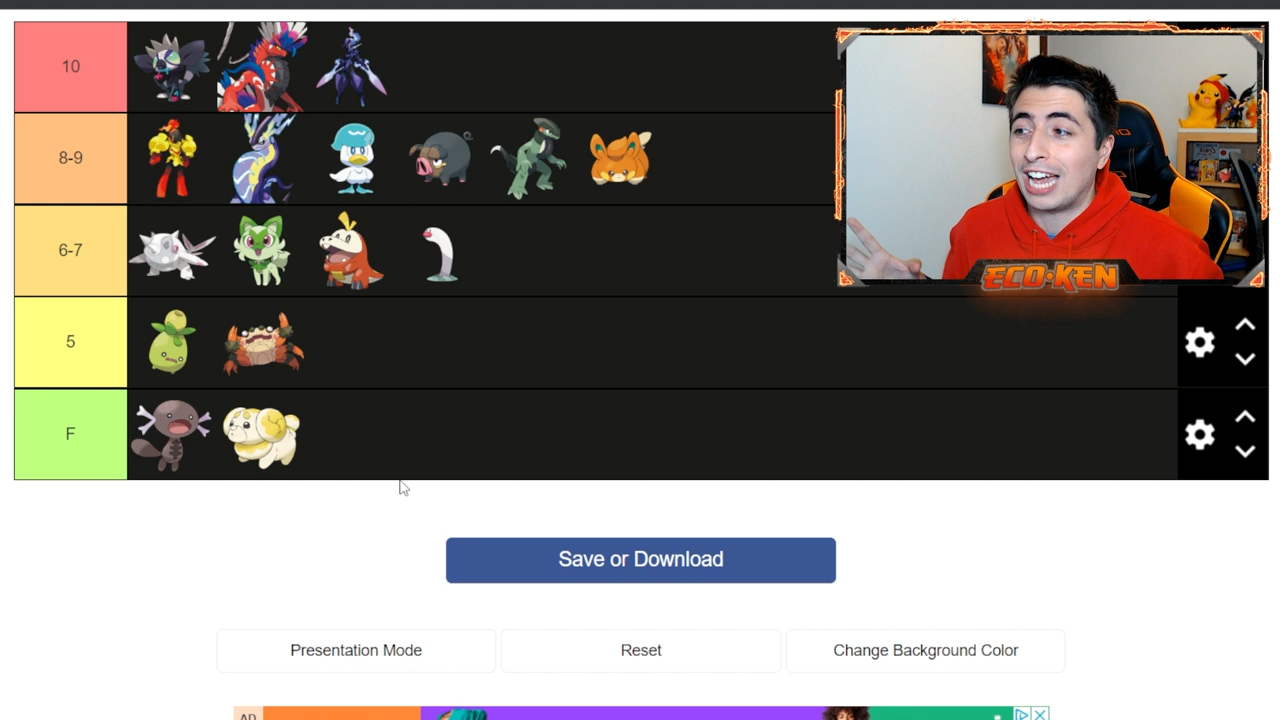 10
8-9
6-7
5
F
ECO·KEN
Save or Download
Presentation Mode
Reset
Change Background Color
AD